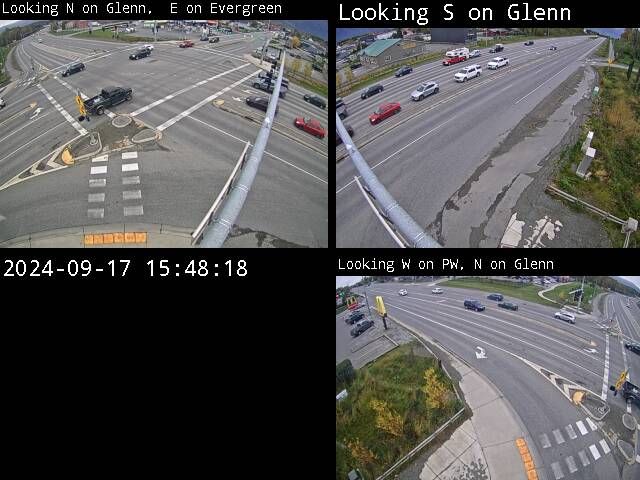 Looking N on Glenn,  E on Evergreen
Looking S on Glenn
2024-09-17 15:48:18
Looking W on PW, N on Glenn